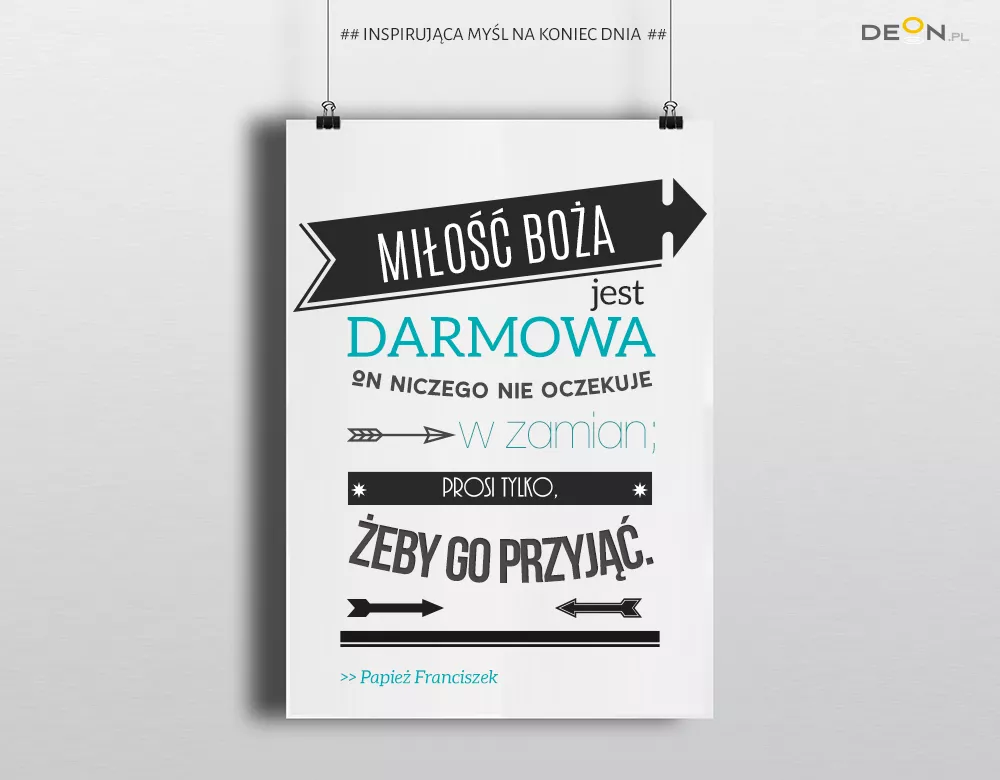 ## INSPIRUJĄCA MYŚL NA KONIEC DNIA ##
DEON.PL
MIŁOŚĆ BOŻA
jest
DARMOWA
ON NICZEGO NIE OCZEKUJE
w zamian;
PROSI TYLKO,
ŻEBY GO PRZYJĄĆ.
>> Papież Franciszek